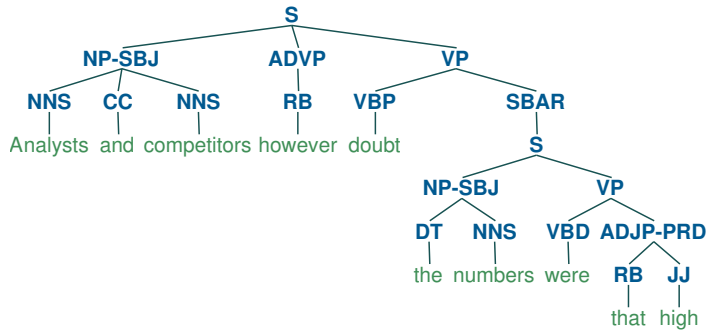 S
NP-SBJ ADVP VP
NNS CC NNS RB VBP SBAR
Analysts and competitors however doubt S
NP-SBJ VP
DT NNS VBD ADJP-PRD
the numbers were RB JJ
that high